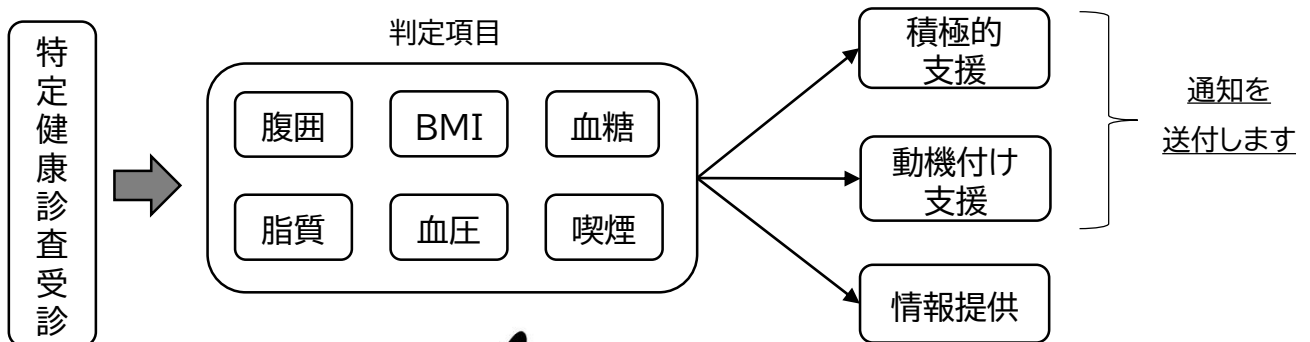 特定健康診査受診
判定項目
腹囲
BMI
血糖
脂質
血圧
喫煙
積極的
支援
動機付け
支援
情報提供
通知を
送付します